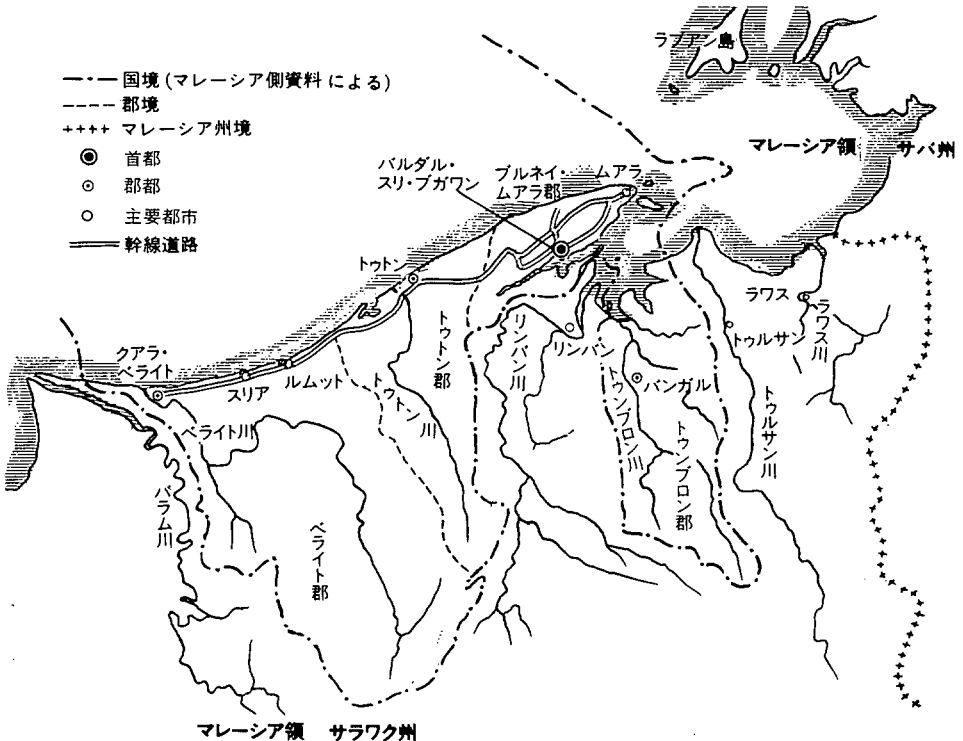 ラブアン島
国境(マレーシア側資料による)
郡境
マレーシア州境
首都
郡都
主要都市
幹線道路
マレーシア領 サバ州
バルダル・
スリ・ブガワン
ブルネイ・
ムアラ郡
ムアラ
トゥトン
ラワス
ラワス川
トゥルサン
トゥルサン川
クアラ・
ベライト
スリア
ルムット
トゥトン郡
トゥトン川
リンバン川
リンバン
バンガル
トゥンブロン川
トゥンブロン郡
ベライト川
バラム川
ベライト郡
マレーシア領 サラワク州